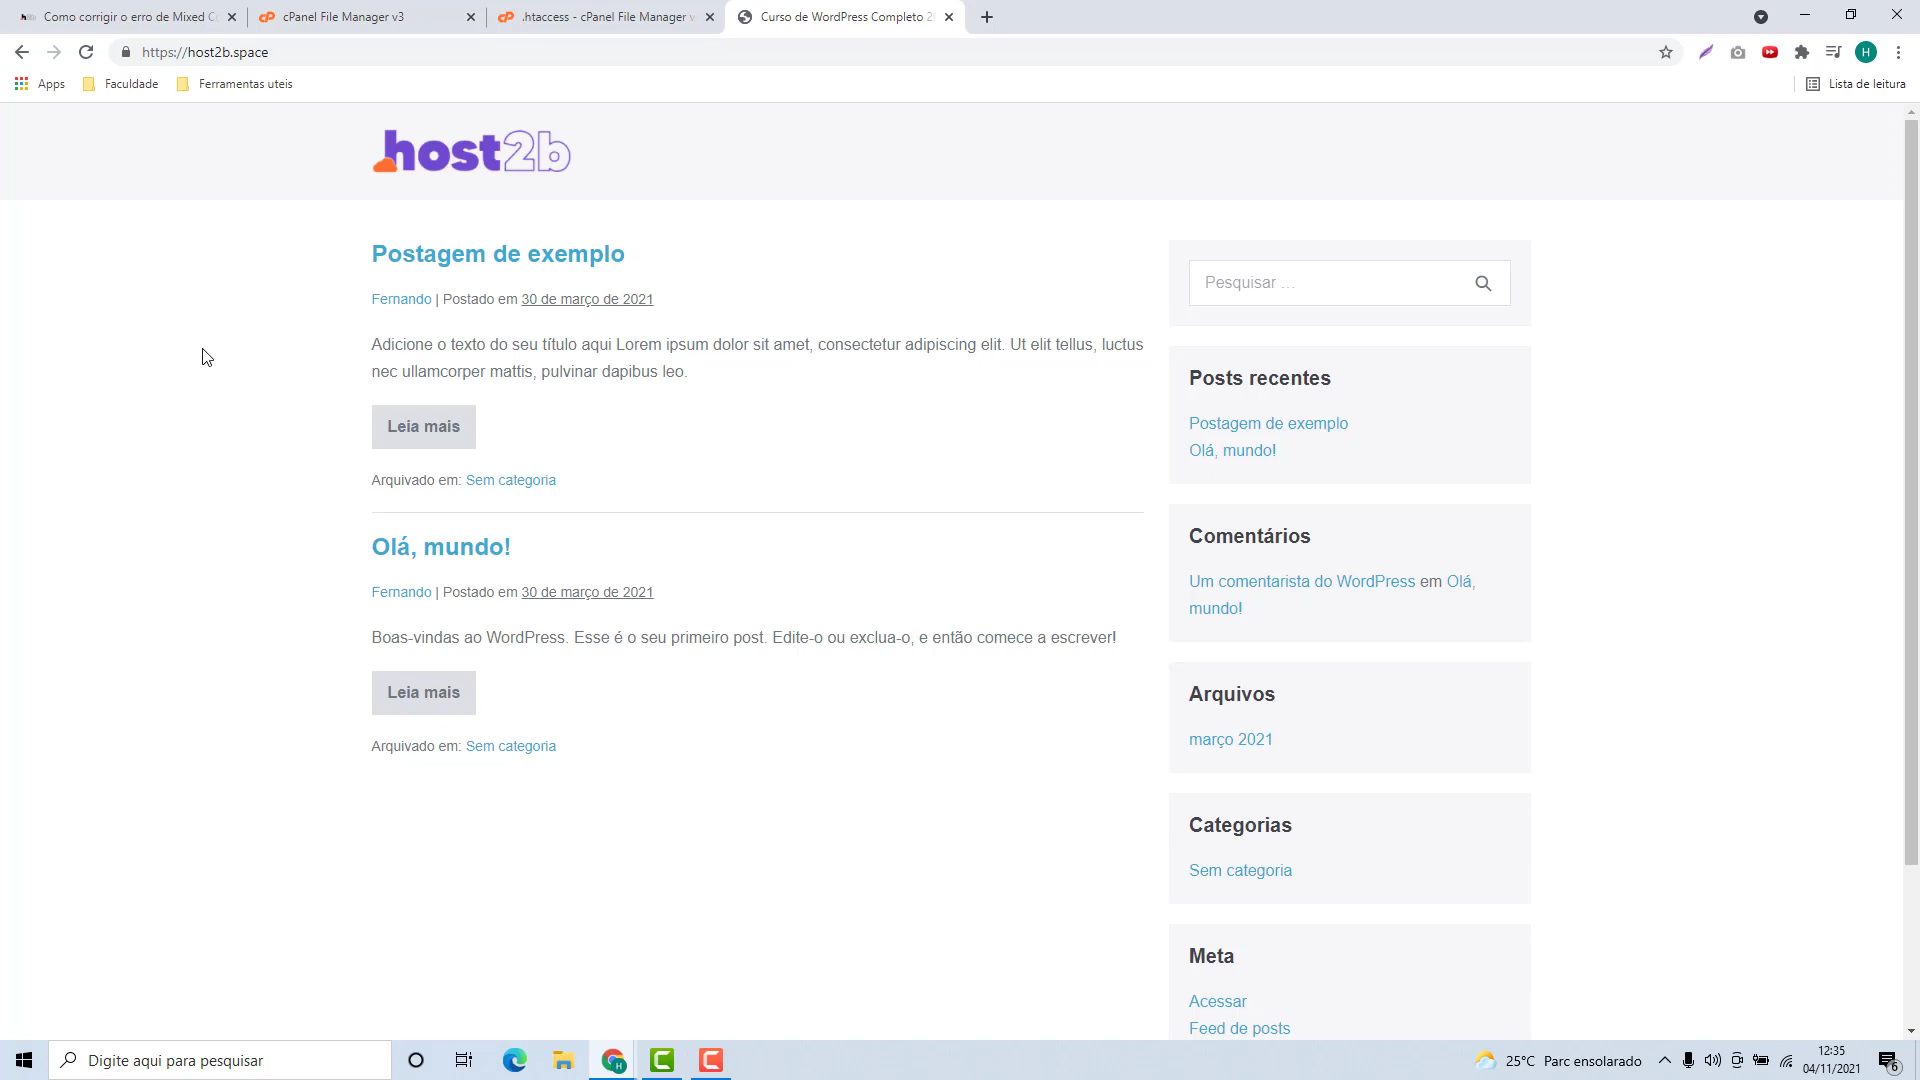 Como corrigir o erro de Mixed C
cPanel File Manager v3
.htaccess - cPanel File Manager v
Curso de WordPress Completo 2
https://host2b.space
H
Apps
Faculdade
Ferramentas uteis
Lista de leitura
.host2b
Postagem de exemplo
Fernando | Postado em 30 de março de 2021
Adicione o texto do seu título aqui Lorem ipsum dolor sit amet, consectetur adipiscing elit. Ut elit tellus, luctus
nec ullamcorper mattis, pulvinar dapibus leo.
Leia mais
Arquivado em: Sem categoria
Olá, mundo!
Fernando | Postado em 30 de março de 2021
Boas-vindas ao WordPress. Esse é o seu primeiro post. Edite-o ou exclua-o, e então comece a escrever!
Leia mais
Arquivado em: Sem categoria
Pesquisar …
Posts recentes
Postagem de exemplo
Olá, mundo!
Comentários
Um comentarista do WordPress em Olá,
mundo!
Arquivos
março 2021
Categorias
Sem categoria
Meta
Acessar
Feed de posts
Digite aqui para pesquisar
25°C Parc ensolarado
12:35
04/11/2021
6